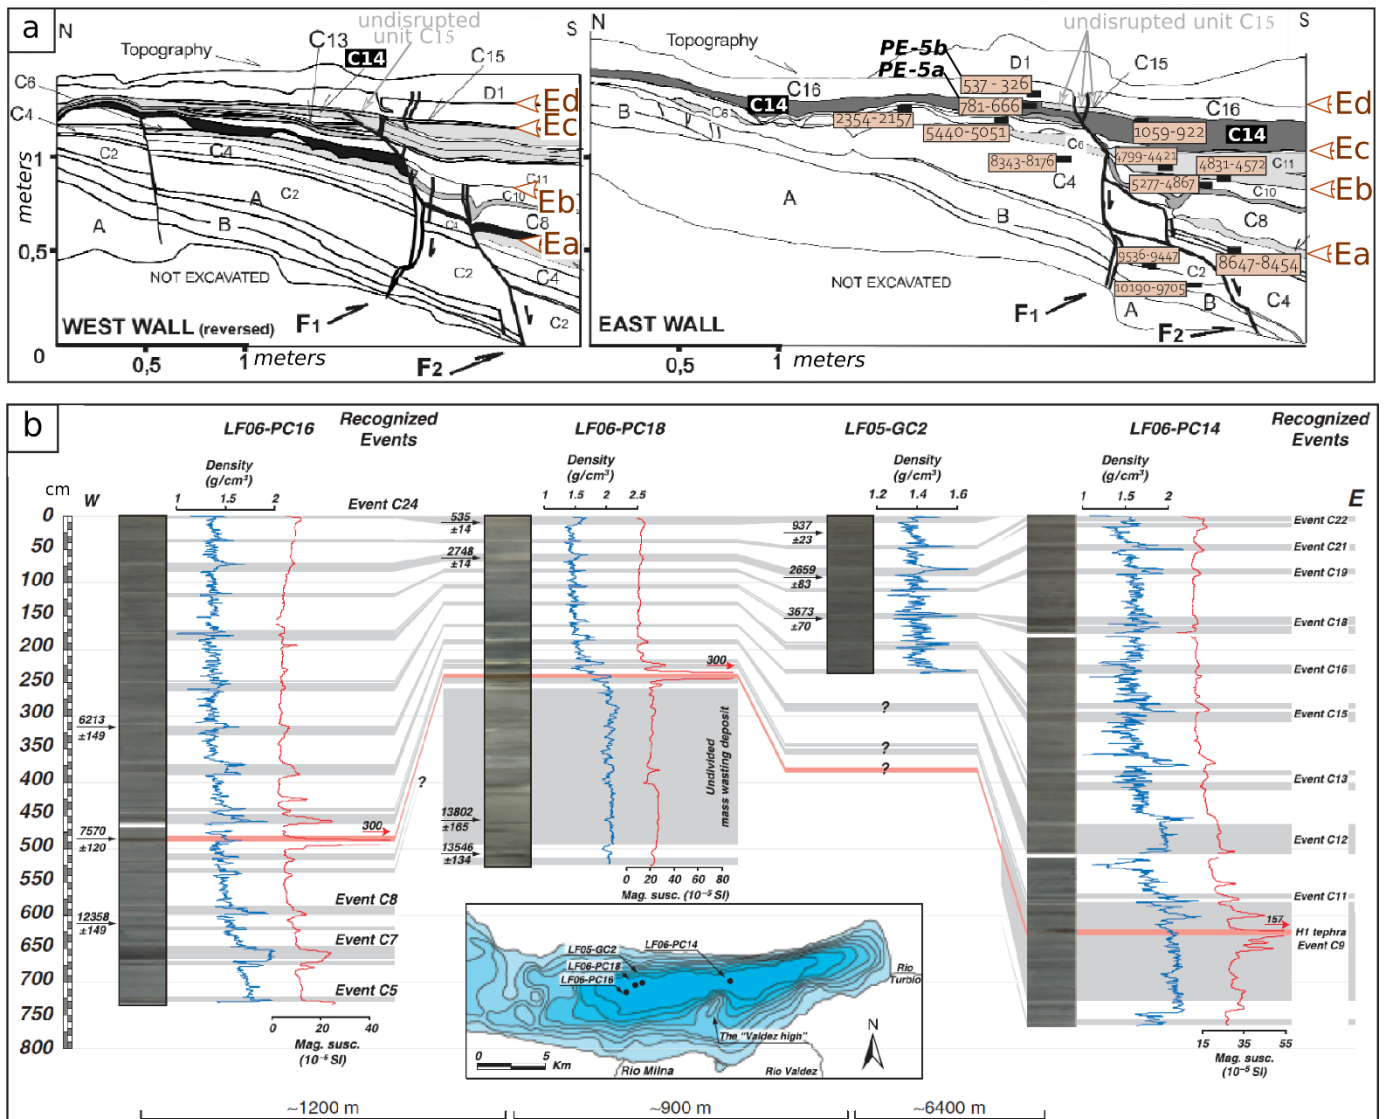 a
N
S
undisrupted
unit C15
Topography
C13
C14
C15
C6
C4
D1
Ed
Ec
1
C2
C4
A
C2
C11
C10
Eb
meters
A
B
C4
C8
Ea
0,5
C2
C4
NOT EXCAVATED
C2
WEST WALL (reversed)
F1
F2
0
0,5
1
meters
N
S
undisrupted unit C15
Topography
PE-5b
PE-5a
D1
C15
C16
C14
537 - 326
781-666
C16
Ed
B
C6
2354-2157
5440-5051
1059-922
C14
C6
4799-4421
Ec
8343-8176
4831-4572
C11
C4
5277-4867
C10
Eb
A
B
C8
9536-9447
C2
8647-8454
Ea
NOT EXCAVATED
10190-9705
B
C4
A
EAST WALL
F1
F2
0,5
1
meters
b
LF06-PC16
Recognized
Events
LF06-PC18
LF05-GC2
LF06-PC14
Recognized
Events
cm
W
E
Density
(g/cm³)
1
1.5
2
Density
(g/cm³)
1
1.5
2
2.5
Density
(g/cm³)
1.2
1.4
1.6
Density
(g/cm³)
1
1.5
2
0
50
100
150
200
250
300
350
400
450
500
550
600
650
700
750
800
Event C24
6213
±149
7570
±120
12358
±149
300
?
Event C8
Event C7
Event C5
0
20
40
Mag. susc.
(10⁻⁵ SI)
535
±14
2748
±14
300
13802
±165
13546
±134
Undivided
mass wasting deposit
0
20
40
60
80
Mag. susc. (10⁻⁵ SI)
937
±23
2659
±83
3673
±70
?
?
?
Event C22
Event C21
Event C19
Event C18
Event C16
Event C15
Event C13
Event C12
Event C11
157
H1 tephra
Event C9
15
35
55
Mag. susc.
(10⁻⁵ SI)
LF05-GC2
LF06-PC14
LF06-PC18
LF06-PC16
Rio
Turbio
The "Valdez high"
N
0
5
Km
Rio Milna
Rio Valdez
~1200 m
~900 m
~6400 m